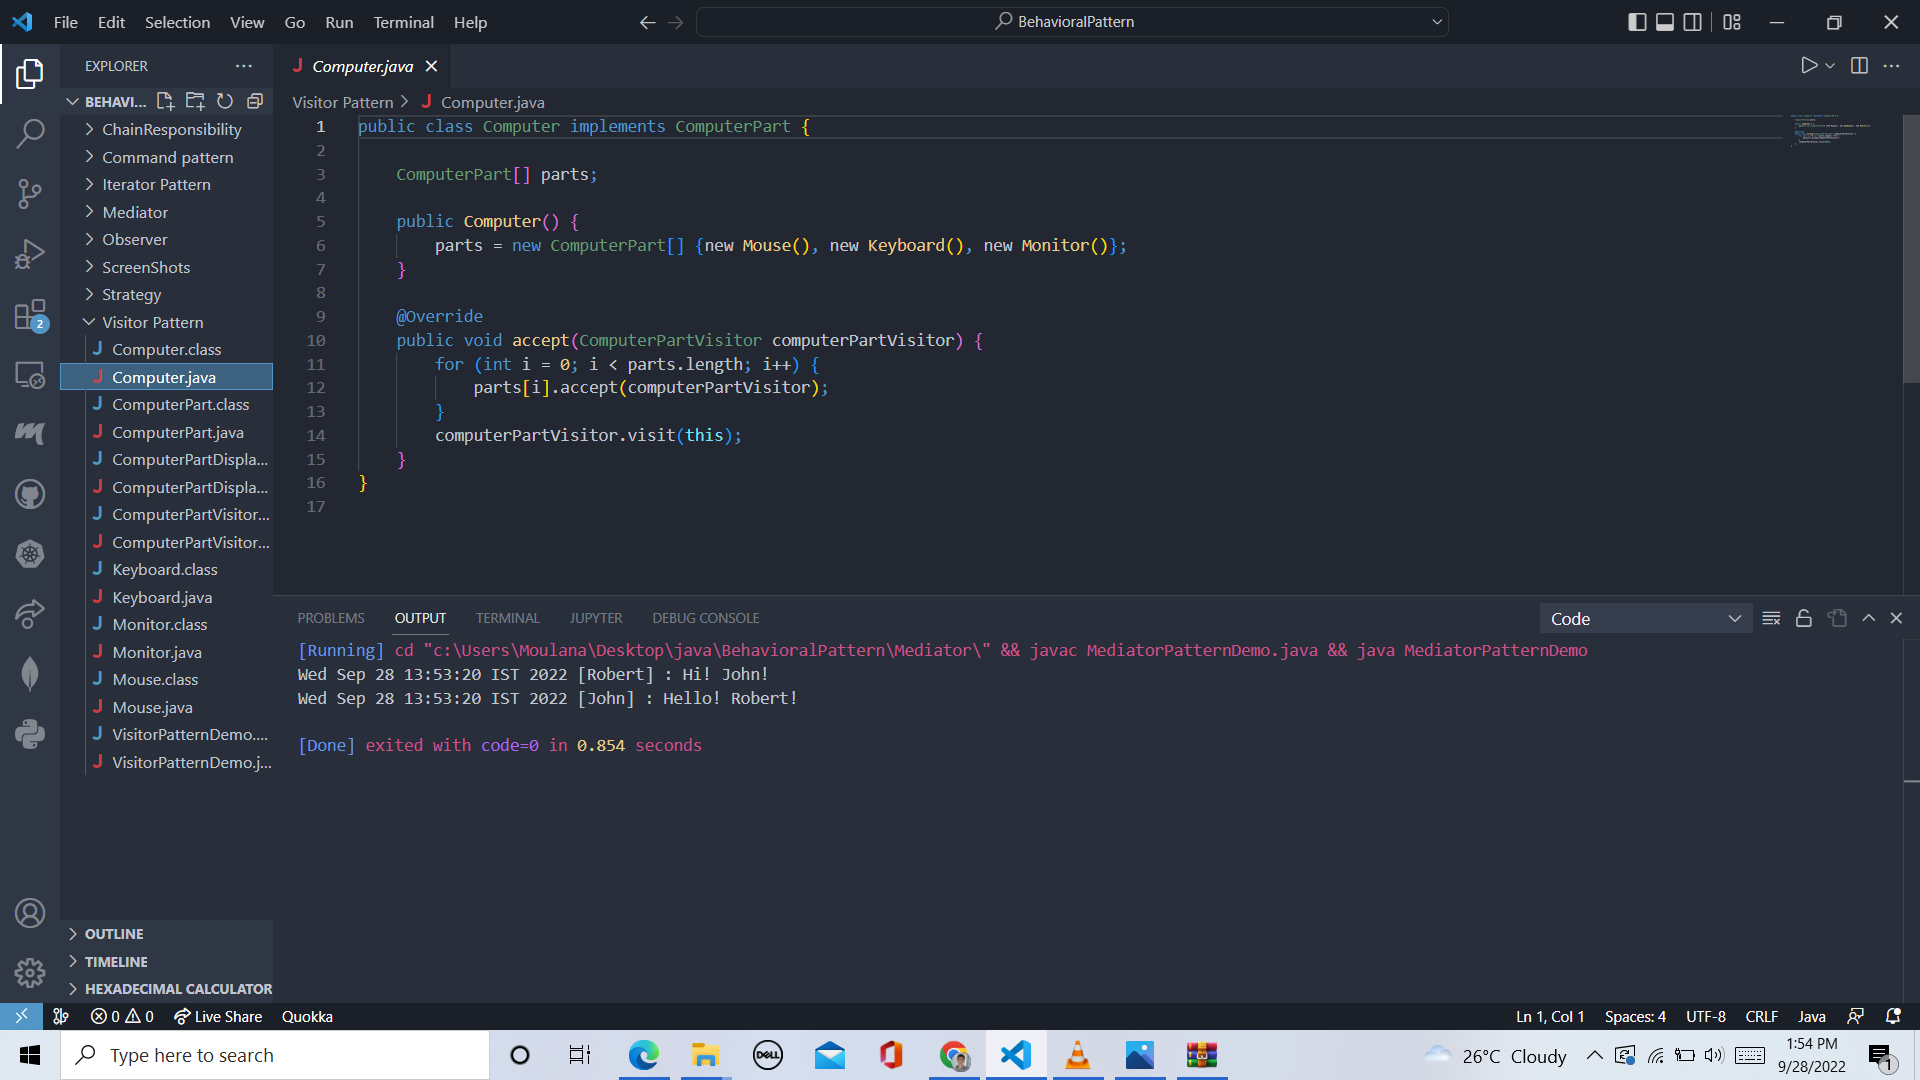 File Edit Selection View Go Run Terminal Help
BehavioralPattern
EXPLORER
BEHAVI...
ChainResponsibility
Command pattern
Iterator Pattern
Mediator
Observer
ScreenShots
Strategy
Visitor Pattern
J Computer.class
J Computer.java
J ComputerPart.class
J ComputerPart.java
J ComputerPartDispla...
J ComputerPartDispla...
J ComputerPartVisitor...
J ComputerPartVisitor...
J Keyboard.class
J Keyboard.java
J Monitor.class
J Monitor.java
J Mouse.class
J Mouse.java
J VisitorPatternDemo....
J VisitorPatternDemo.j...
OUTLINE
TIMELINE
HEXADECIMAL CALCULATOR
2
J Computer.java
Visitor Pattern > J Computer.java
1 public class Computer implements ComputerPart {
2
3 ComputerPart[] parts;
4
5 public Computer() {
6 parts = new ComputerPart[] {new Mouse(), new Keyboard(), new Monitor()};
7 }
8
9 @Override
10 public void accept(ComputerPartVisitor computerPartVisitor) {
11 for (int i = 0; i < parts.length; i++) {
12 parts[i].accept(computerPartVisitor);
13 }
14 computerPartVisitor.visit(this);
15 }
16 }
17
PROBLEMS OUTPUT TERMINAL JUPYTER DEBUG CONSOLE
Code
[Running] cd "c:\Users\Moulana\Desktop\java\BehavioralPattern\Mediator\" && javac MediatorPatternDemo.java && java MediatorPatternDemo
Wed Sep 28 13:53:20 IST 2022 [Robert] : Hi! John!
Wed Sep 28 13:53:20 IST 2022 [John] : Hello! Robert!
[Done] exited with code=0 in 0.854 seconds
0 0 Live Share Quokka
Ln 1, Col 1 Spaces: 4 UTF-8 CRLF Java
Type here to search
DELL
26°C Cloudy
1:54 PM
9/28/2022
1